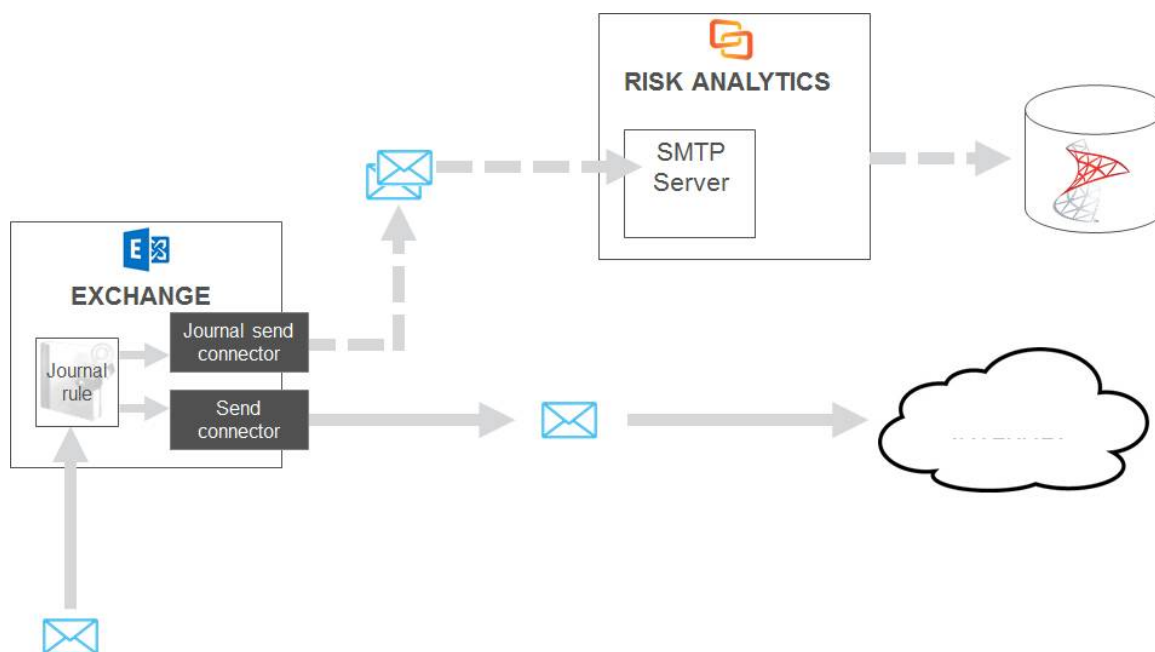 RISK ANALYTICS
SMTP
Server
E
EXCHANGE
Journal send
connector
Journal
rule
Send
connector